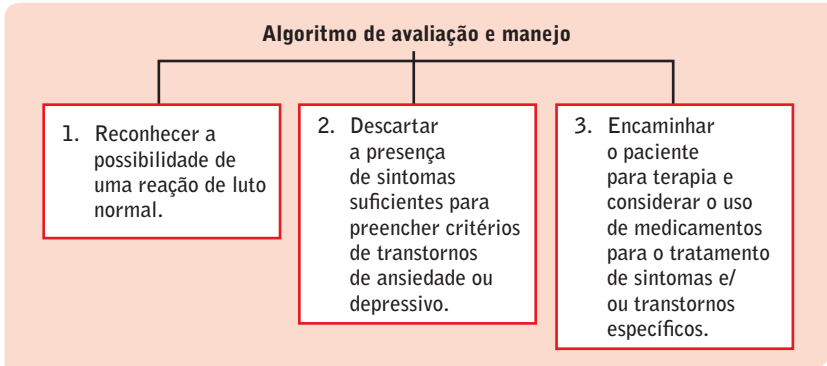 Algoritmo de avaliação e manejo
1. Reconhecer a
possibilidade de
uma reação de luto
normal.
2. Descartar
a presença
de sintomas
suficientes para
preencher critérios
de transtornos
de ansiedade ou
depressivo.
3. Encaminhar
o paciente
para terapia e
considerar o uso
de medicamentos
para o tratamento
de sintomas e/
ou transtornos
específicos.